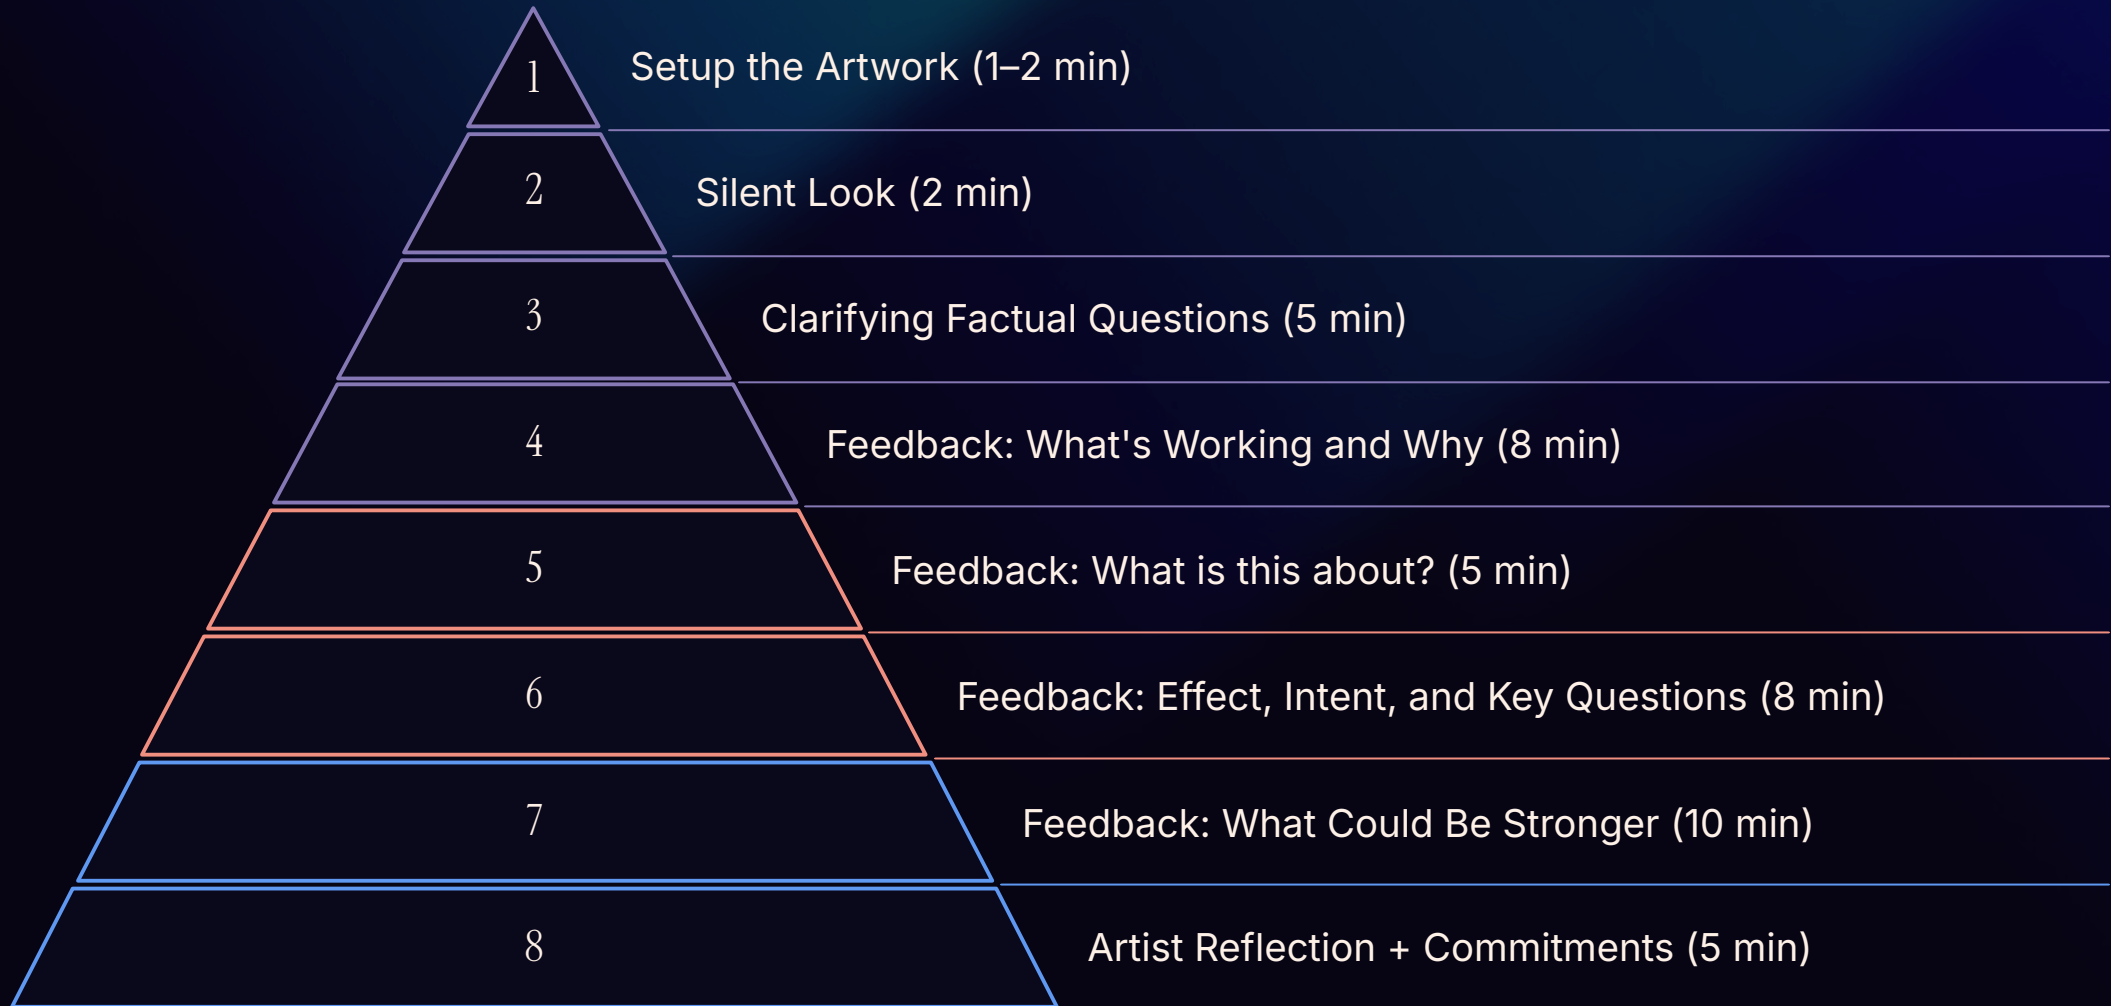 1
Setup the Artwork (1–2 min)
2
Silent Look (2 min)
3
Clarifying Factual Questions (5 min)
4
Feedback: What's Working and Why (8 min)
5
Feedback: What is this about? (5 min)
6
Feedback: Effect, Intent, and Key Questions (8 min)
7
Feedback: What Could Be Stronger (10 min)
8
Artist Reflection + Commitments (5 min)